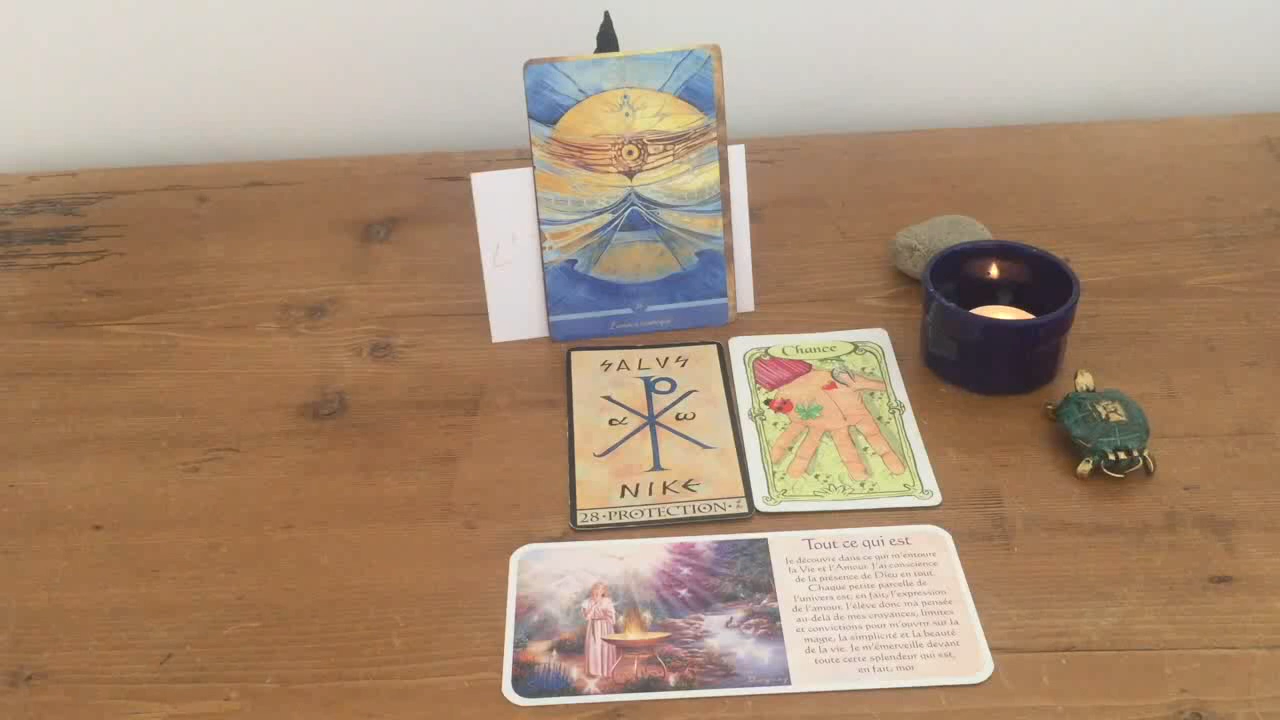 SALVS
α ω
NIKE
28·PROTECTION·
Chance
Tout ce qui est
Je découvre dans ce qui m'entoure
la Vie et l'Amour. J'ai conscience
de la présence de Dieu en tout.
Chaque petite parcelle de
l'univers est, en fait, l'expression
de l'amour. J'élève donc ma pensée
au-delà de mes croyances, limites
et convictions pour m'ouvrir sur la
magie, la simplicité et la beauté
de la vie. Je m'émerveille devant
toute cette splendeur qui est,
en fait, moi